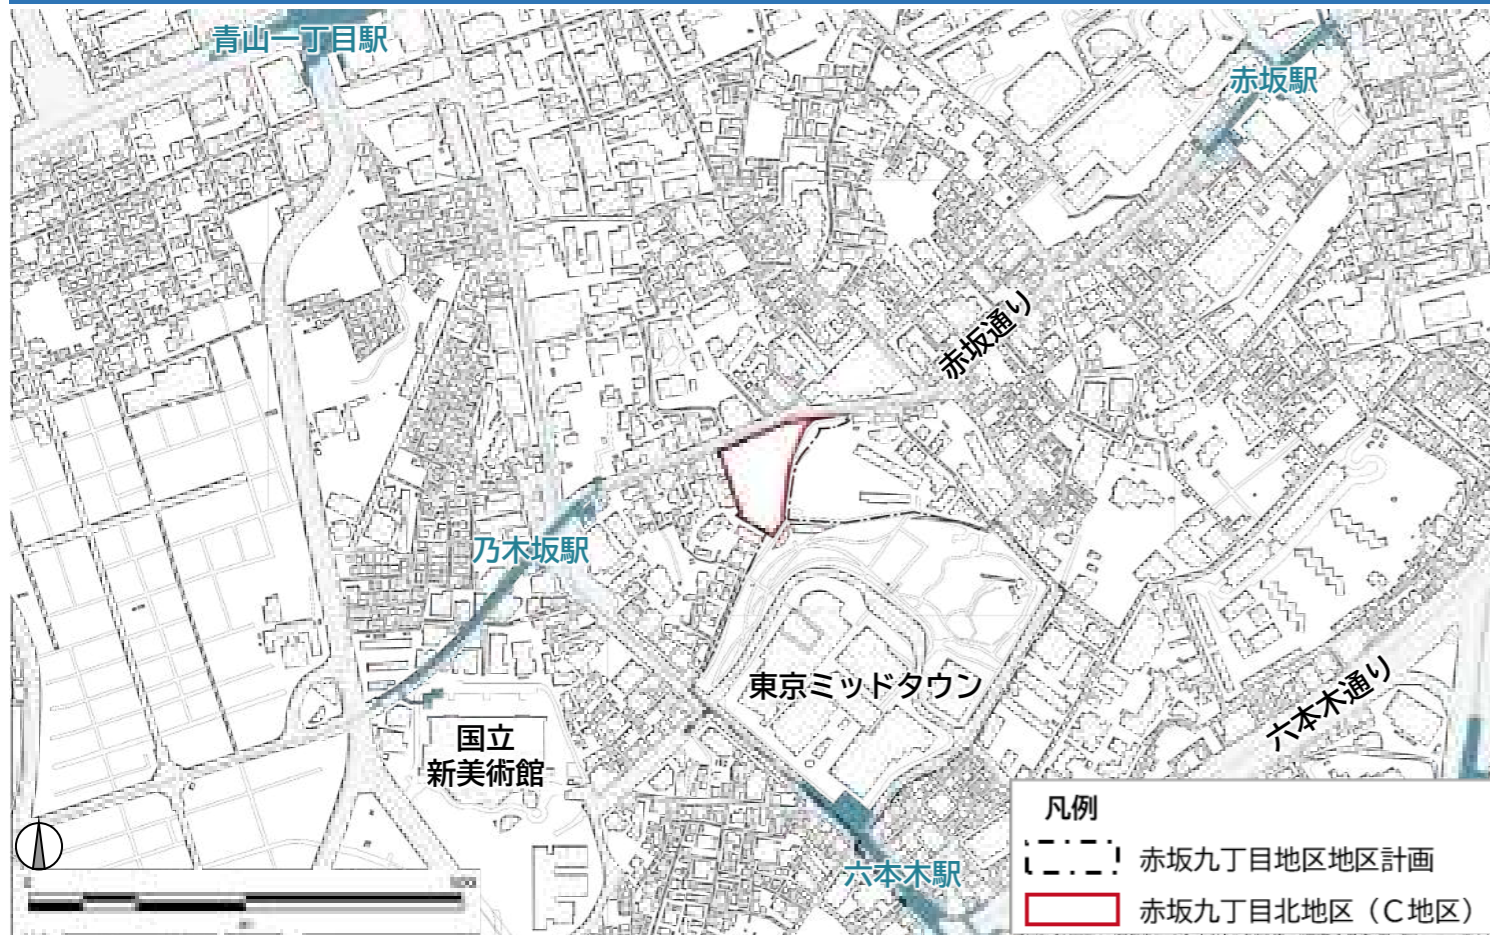 青山一丁目駅
赤坂駅
赤坂通り
乃木坂駅
東京ミッドタウン
国立
新美術館
六本木通り
六本木駅
凡例
赤坂九丁目地区地区計画
赤坂九丁目北地区（C地区）